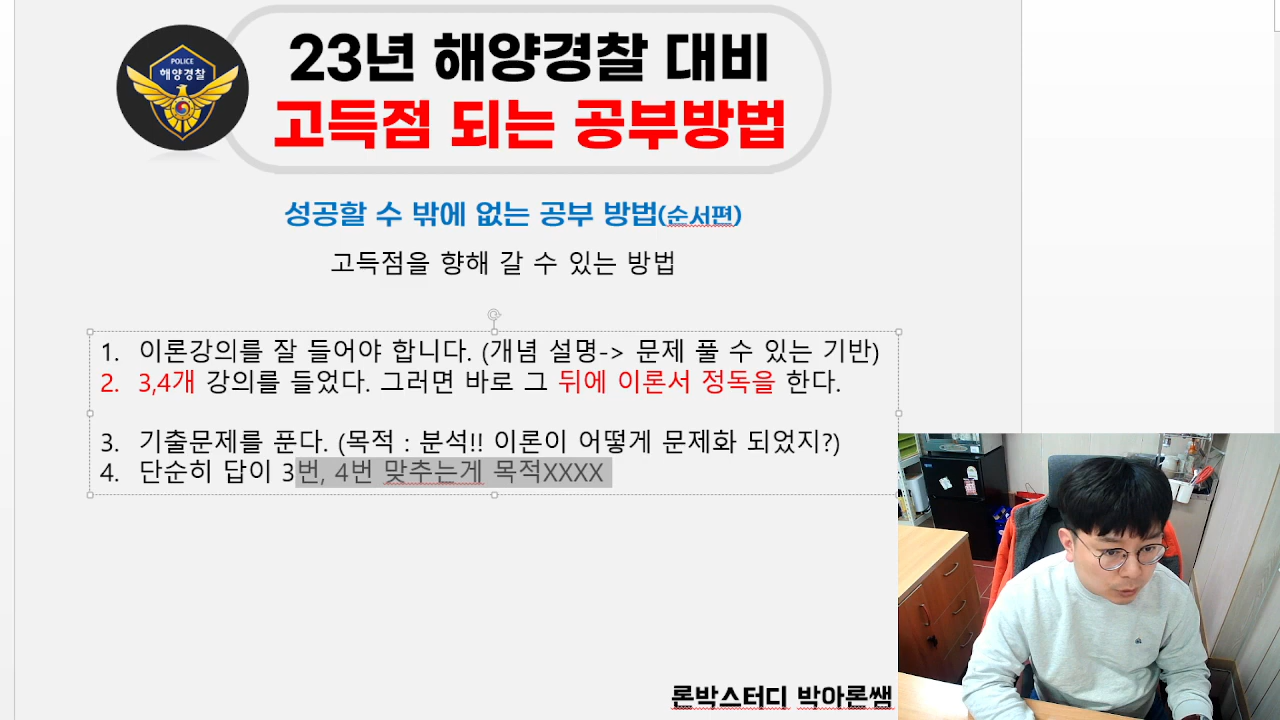 POLICE
해양경찰
23년 해양경찰 대비
고득점 되는 공부방법
성공할 수 밖에 없는 공부 방법(순서편)
고득점을 향해 갈 수 있는 방법
1. 이론강의를 잘 들어야 합니다. (개념 설명-> 문제 풀 수 있는 기반)
2. 3,4개 강의를 들었다. 그러면 바로 그 뒤에 이론서 정독을 한다.
3. 기출문제를 푼다. (목적 : 분석!! 이론이 어떻게 문제화 되었지?)
4. 단순히 답이 3번, 4번 맞추는게 목적XXXX
론박스터디 박아론쌤